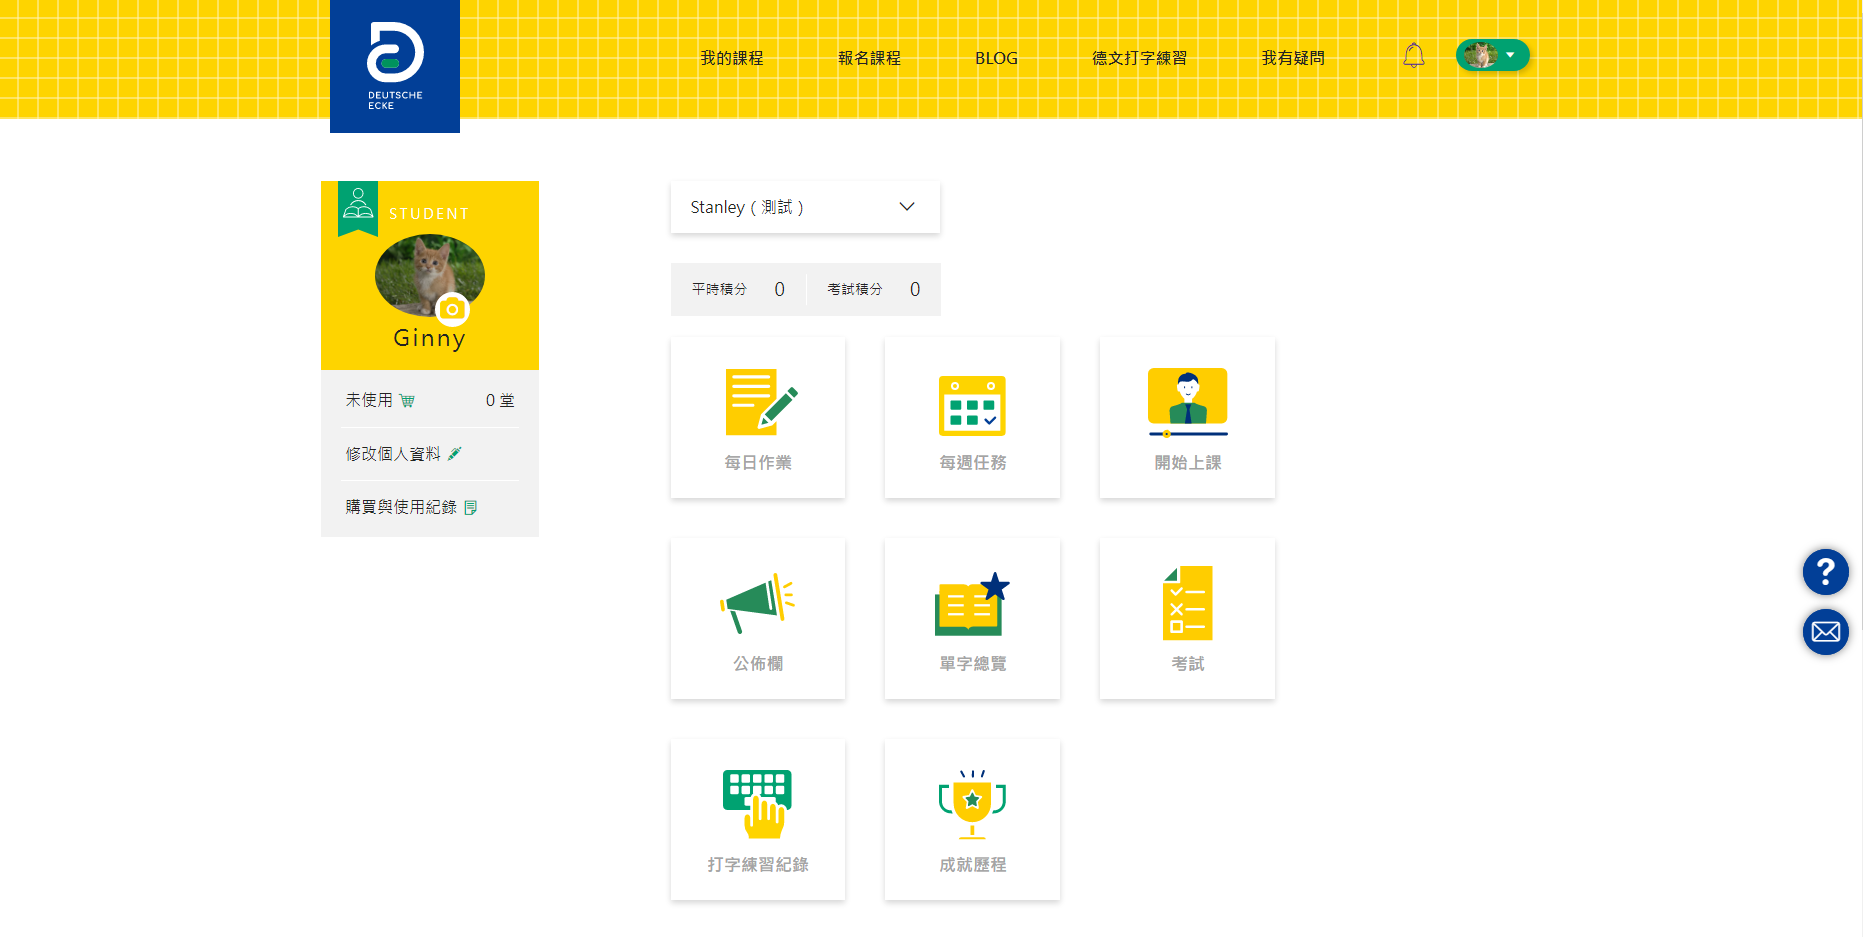 DEUTSCHE
ECKE
我的課程
報名課程
BLOG
德文打字練習
我有疑問
STUDENT
Ginny
未使用 0 堂
修改個人資料
購買與使用紀錄
Stanley ( 測試 )
平時積分 0 考試積分 0
每日作業
每週任務
開始上課
公佈欄
單字總覽
考試
打字練習紀錄
成就歷程